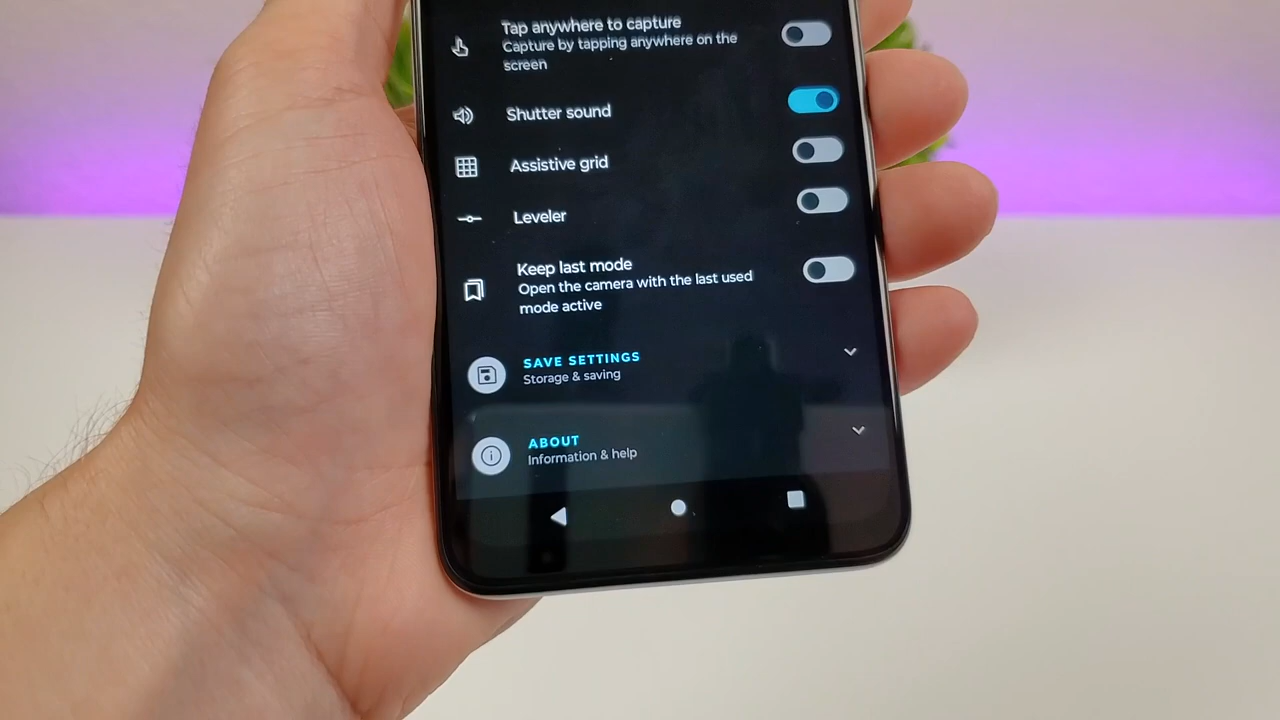 Tap anywhere to capture
Capture by tapping anywhere on the
screen
Shutter sound
Assistive grid
Leveler
Keep last mode
Open the camera with the last used
mode active
SAVE SETTINGS
Storage & saving
ABOUT
Information & help